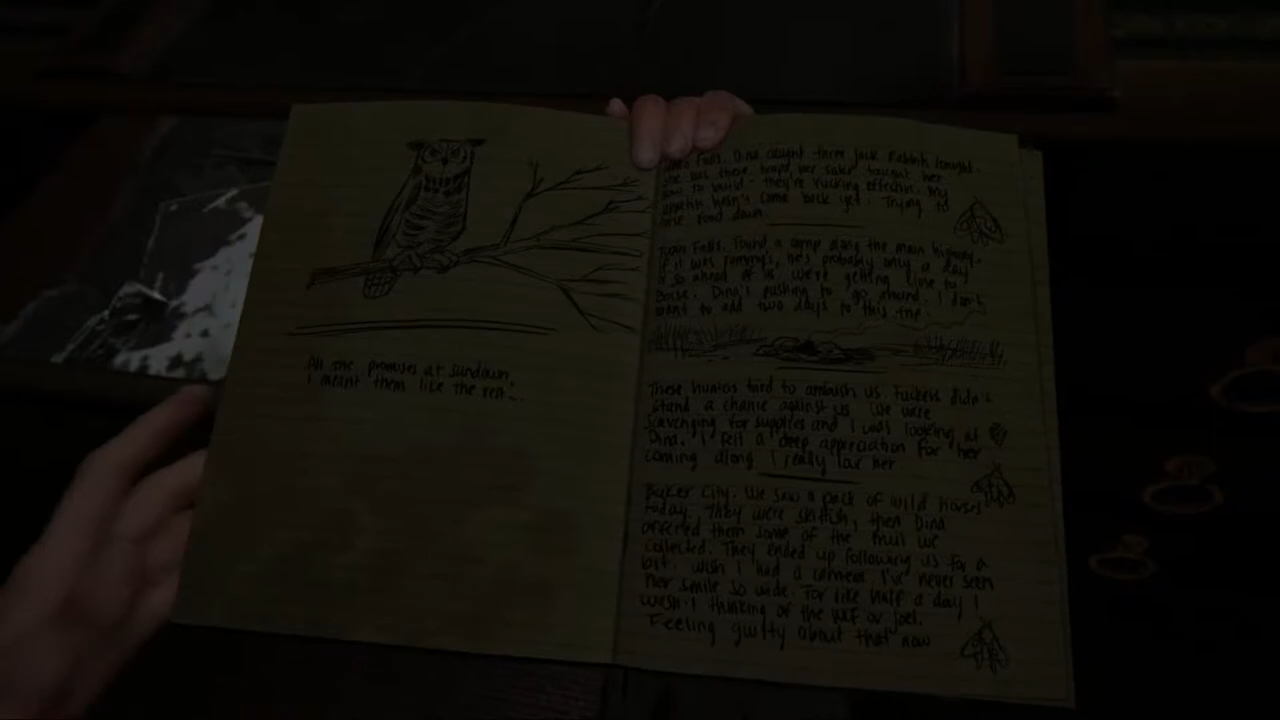 All the promises at sundown,
I meant them like the rest...
Falls. Dina caught three jack rabbit tonight.
She has these traps her sister taught her
how to build - they're fucking effective. My
appetite hasn't come back yet. Trying to
force food down.
Twin Falls. Found a camp along the main highway.
If it was Tommy's, he's probably only a day
or so ahead of us. We're getting close to
Boise. Dina's pushing to go around. I don't
want to add two days to this trip.
These hunters tried to ambush us. Fuckers didn't
stand a chance against us. We were
scavenging for supplies and I was looking at
Dina. I felt a deep appreciation for her
coming along. I really love her
Baker City. We saw a pack of wild horses
today. They were skittish, then Dina
offered them some of the fruit we
collected. They ended up following us for a
bit. Wish I had a camera. I've never seen
her smile so wide. For like half a day I
wasn't thinking of the WLF or Joel.
Feeling guilty about that now